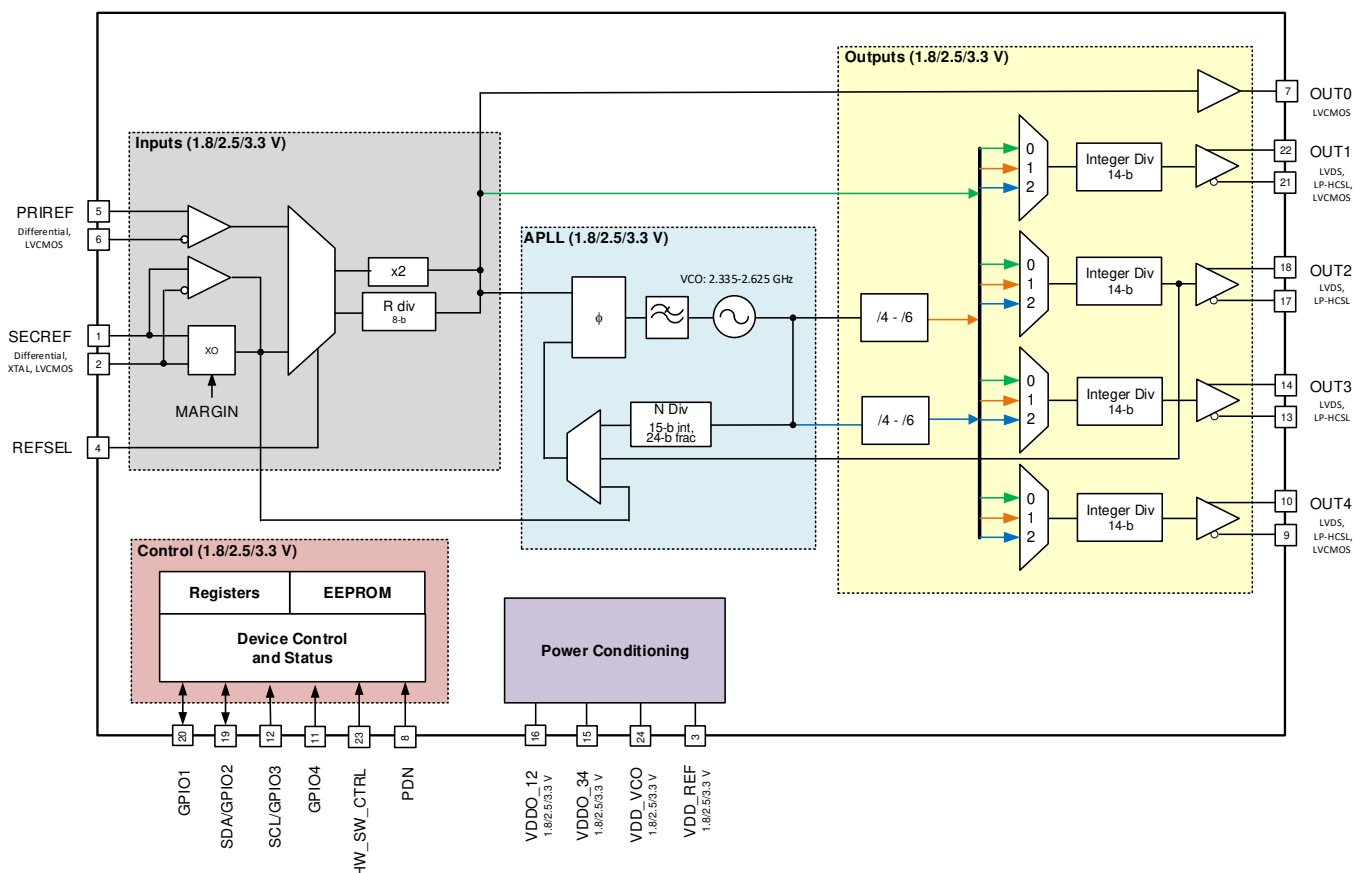 Outputs (1.8/2.5/3.3 V)
7
OUT0
LVCMOS
Inputs (1.8/2.5/3.3 V)
0
1
2
Integer Div
14-b
22
21
OUT1
LVDS,
LP-HCSL,
LVCMOS
PRIREF
Differential,
LVCMOS
5
6
x2
R div
8-b
SECREF
Differential,
XTAL, LVCMOS
1
2
XO
MARGIN
REFSEL
4
APLL (1.8/2.5/3.3 V)
VCO: 2.335-2.625 GHz
ϕ
/4 - /6
N Div
15-b int,
24-b frac
/4 - /6
0
1
2
Integer Div
14-b
18
17
OUT2
LVDS,
LP-HCSL
0
1
2
Integer Div
14-b
14
13
OUT3
LVDS,
LP-HCSL
0
1
2
Integer Div
14-b
10
9
OUT4
LVDS,
LP-HCSL,
LVCMOS
Control (1.8/2.5/3.3 V)
Registers
EEPROM
Device Control
and Status
Power Conditioning
20
19
12
11
23
8
16
15
24
3
GPIO1
SDA/GPIO2
SCL/GPIO3
GPIO4
HW_SW_CTRL
PDN
VDDO_12
1.8/2.5/3.3 V
VDDO_34
1.8/2.5/3.3 V
VDD_VCO
1.8/2.5/3.3 V
VDD_REF
1.8/2.5/3.3 V